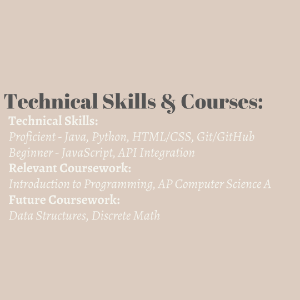 Technical Skills & Courses:
Technical Skills:
Proficient - Java, Python, HTML/CSS, Git/GitHub
Beginner - JavaScript, API Integration
Relevant Coursework:
Introduction to Programming, AP Computer Science A
Future Coursework:
Data Structures, Discrete Math